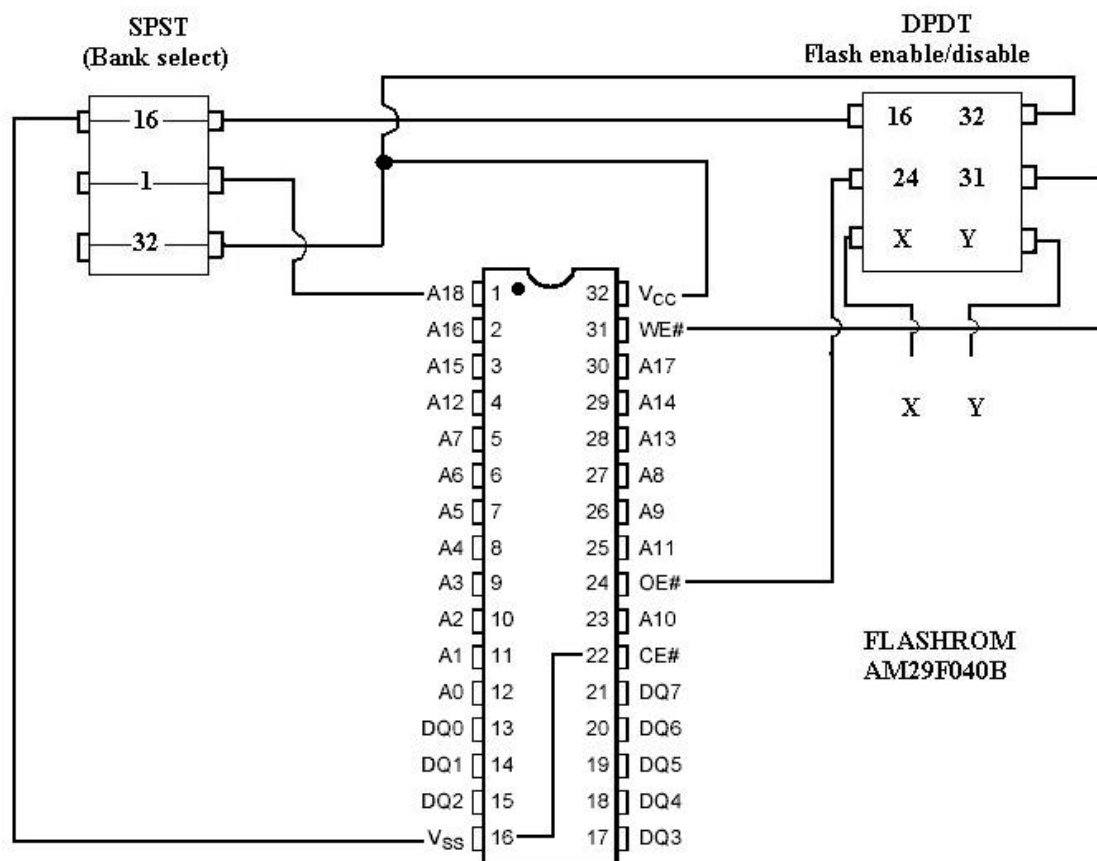 SPST
(Bank select)
DPDT
Flash enable/disable
16
1
32
16 32
24 31
X Y
X Y
A18 1 32 VCC
A16 2 31 WE#
A15 3 30 A17
A12 4 29 A14
A7 5 28 A13
A6 6 27 A8
A5 7 26 A9
A4 8 25 A11
A3 9 24 OE#
A2 10 23 A10
A1 11 22 CE#
A0 12 21 DQ7
DQ0 13 20 DQ6
DQ1 14 19 DQ5
DQ2 15 18 DQ4
VSS 16 17 DQ3
FLASHROM
AM29F040B